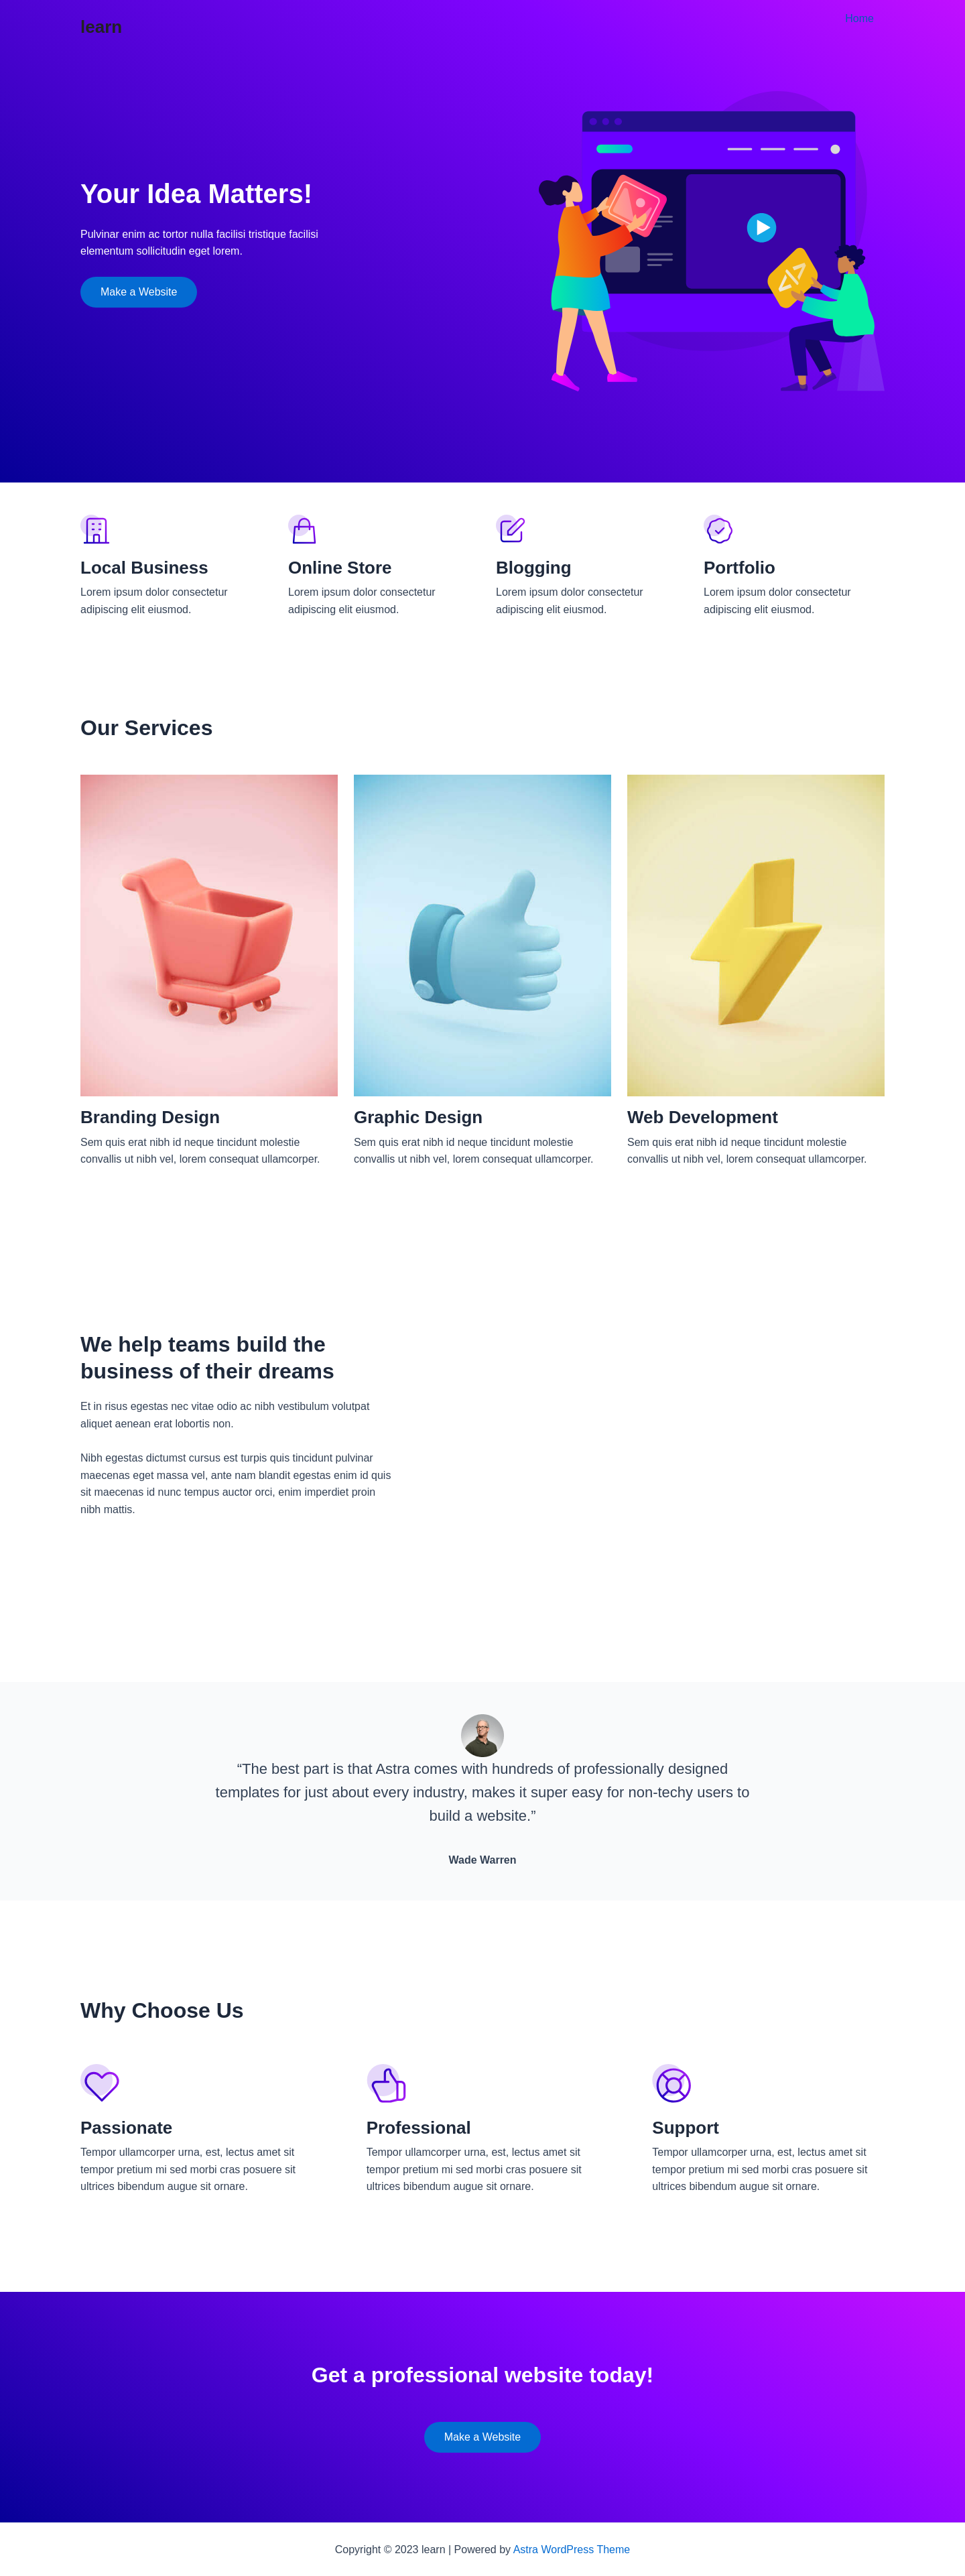 learn
Home
Your Idea Matters!
Pulvinar enim ac tortor nulla facilisi tristique facilisi
elementum sollicitudin eget lorem.
Make a Website
Local Business
Lorem ipsum dolor consectetur
adipiscing elit eiusmod.
Online Store
Lorem ipsum dolor consectetur
adipiscing elit eiusmod.
Blogging
Lorem ipsum dolor consectetur
adipiscing elit eiusmod.
Portfolio
Lorem ipsum dolor consectetur
adipiscing elit eiusmod.
Our Services
Branding Design
Sem quis erat nibh id neque tincidunt molestie
convallis ut nibh vel, lorem consequat ullamcorper.
Graphic Design
Sem quis erat nibh id neque tincidunt molestie
convallis ut nibh vel, lorem consequat ullamcorper.
Web Development
Sem quis erat nibh id neque tincidunt molestie
convallis ut nibh vel, lorem consequat ullamcorper.
We help teams build the
business of their dreams
Et in risus egestas nec vitae odio ac nibh vestibulum volutpat
aliquet aenean erat lobortis non.
Nibh egestas dictumst cursus est turpis quis tincidunt pulvinar
maecenas eget massa vel, ante nam blandit egestas enim id quis
sit maecenas id nunc tempus auctor orci, enim imperdiet proin
nibh mattis.
“The best part is that Astra comes with hundreds of professionally designed
templates for just about every industry, makes it super easy for non-techy users to
build a website.”
Wade Warren
Why Choose Us
Passionate
Tempor ullamcorper urna, est, lectus amet sit
tempor pretium mi sed morbi cras posuere sit
ultrices bibendum augue sit ornare.
Professional
Tempor ullamcorper urna, est, lectus amet sit
tempor pretium mi sed morbi cras posuere sit
ultrices bibendum augue sit ornare.
Support
Tempor ullamcorper urna, est, lectus amet sit
tempor pretium mi sed morbi cras posuere sit
ultrices bibendum augue sit ornare.
Get a professional website today!
Make a Website
Copyright © 2023 learn | Powered by Astra WordPress Theme